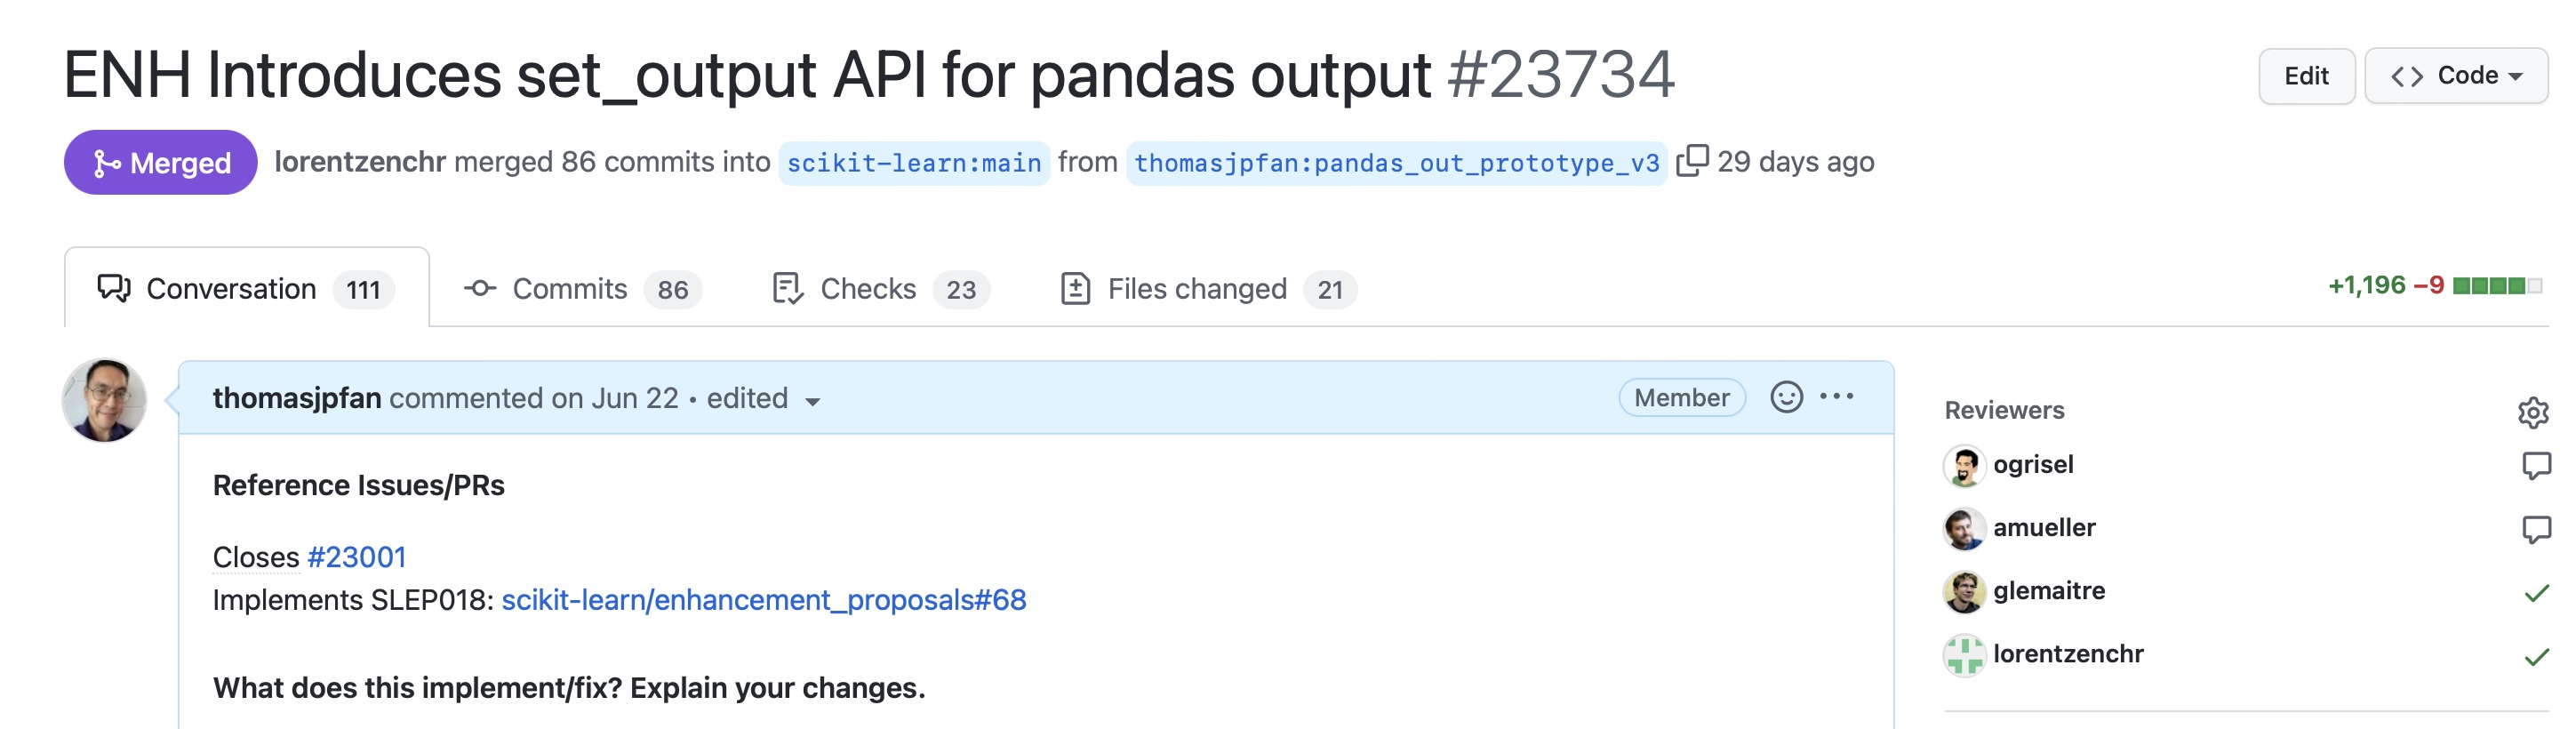 ENH Introduces set_output API for pandas output #23734
Edit
Code
Merged
lorentzenchr merged 86 commits into scikit-learn:main from thomasjpfan:pandas_out_prototype_v3 29 days ago
Conversation 111
Commits 86
Checks 23
Files changed 21
+1,196 −9
thomasjpfan commented on Jun 22 • edited
Member
Reference Issues/PRs
Closes #23001
Implements SLEP018: scikit-learn/enhancement_proposals#68
What does this implement/fix? Explain your changes.
Reviewers
ogrisel
amueller
glemaitre
lorentzenchr